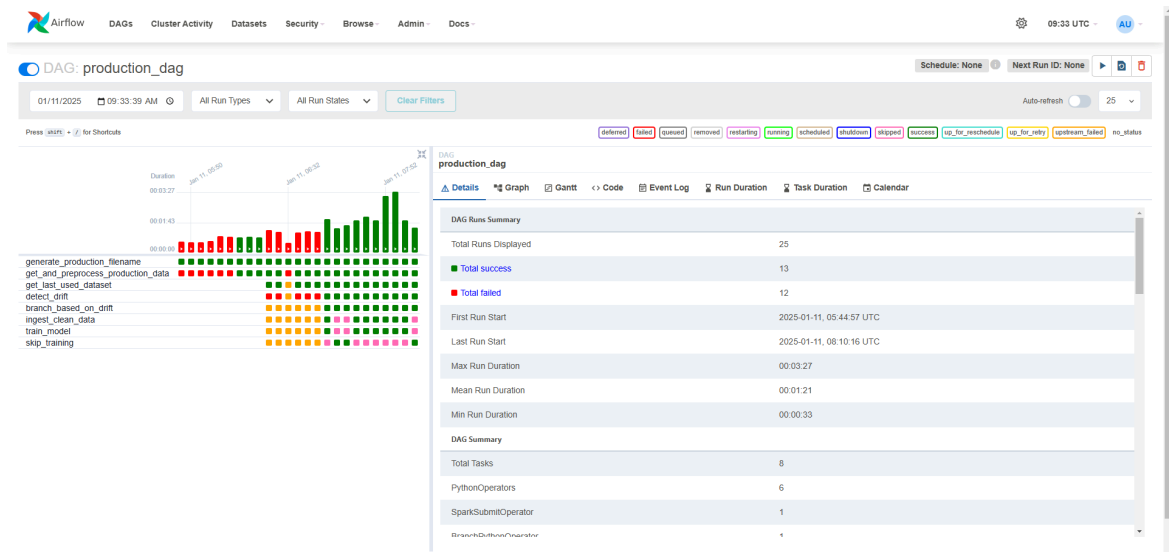 Airflow DAGs Cluster Activity Datasets Security Browse Admin Docs 09:33 UTC AU
DAG: production_dag Schedule: None Next Run ID: None
01/11/2025 09:33:39 AM All Run Types All Run States Clear Filters Auto-refresh 25
Press shift + / for Shortcuts deferred failed queued removed restarting running scheduled shutdown skipped success up_for_reschedule up_for_retry upstream_failed no_status
Duration
Jan 11, 05:50
Jan 11, 06:32
Jan 11, 07:52
00:03:27
00:01:43
00:00:00
generate_production_filename
get_and_preprocess_production_data
get_last_used_dataset
detect_drift
branch_based_on_drift
ingest_clean_data
train_model
skip_training
DAG
production_dag
Details Graph Gantt Code Event Log Run Duration Task Duration Calendar
DAG Runs Summary
Total Runs Displayed 25
Total success 13
Total failed 12
First Run Start 2025-01-11, 05:44:57 UTC
Last Run Start 2025-01-11, 08:10:16 UTC
Max Run Duration 00:03:27
Mean Run Duration 00:01:21
Min Run Duration 00:00:33
DAG Summary
Total Tasks 8
PythonOperators 6
SparkSubmitOperator 1
BranchPythonOperator 1